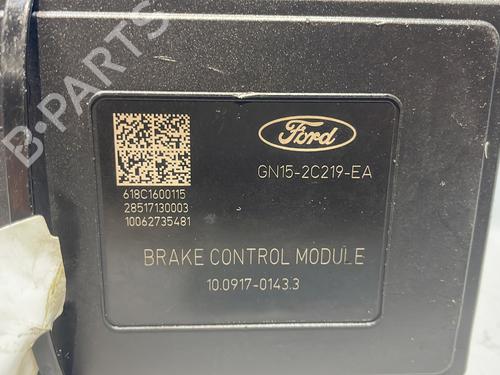 Ford
GN15-2C219-EA
618C1600115
28517130003
10062735481
BRAKE CONTROL MODULE
10.0917-0143.3
B-PARTS